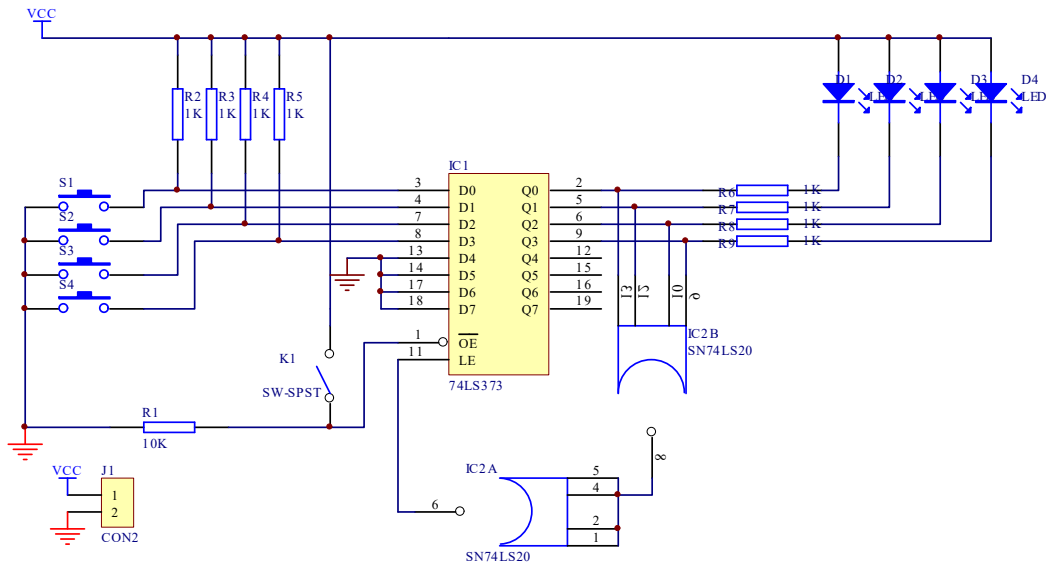 VCC
R2 R3 R4 R5
1K 1K 1K 1K
D1 D2 D3 D4
LE LE LE LED
S1
S2
S3
S4
IC1
3 D0 Q0 2
4 D1 Q1 5
7 D2 Q2 6
8 D3 Q3 9
13 D4 Q4 12
14 D5 Q5 15
17 D6 Q6 16
18 D7 Q7 19
1 OE
11 LE
74LS373
R6 1K
R7 1K
R8 1K
R9 1K
13 12 10 9
IC2B
SN74LS20
8
K1
SW-SPST
R1
10K
VCC
J1
1
2
CON2
IC2A
6
5
4
2
1
SN74LS20